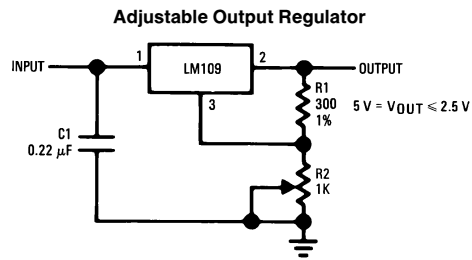 Adjustable Output Regulator
INPUT
1
LM109
2
OUTPUT
3
R1
300
1%
5 V = VOUT ⩽ 2.5 V
C1
0.22 μF
R2
1K